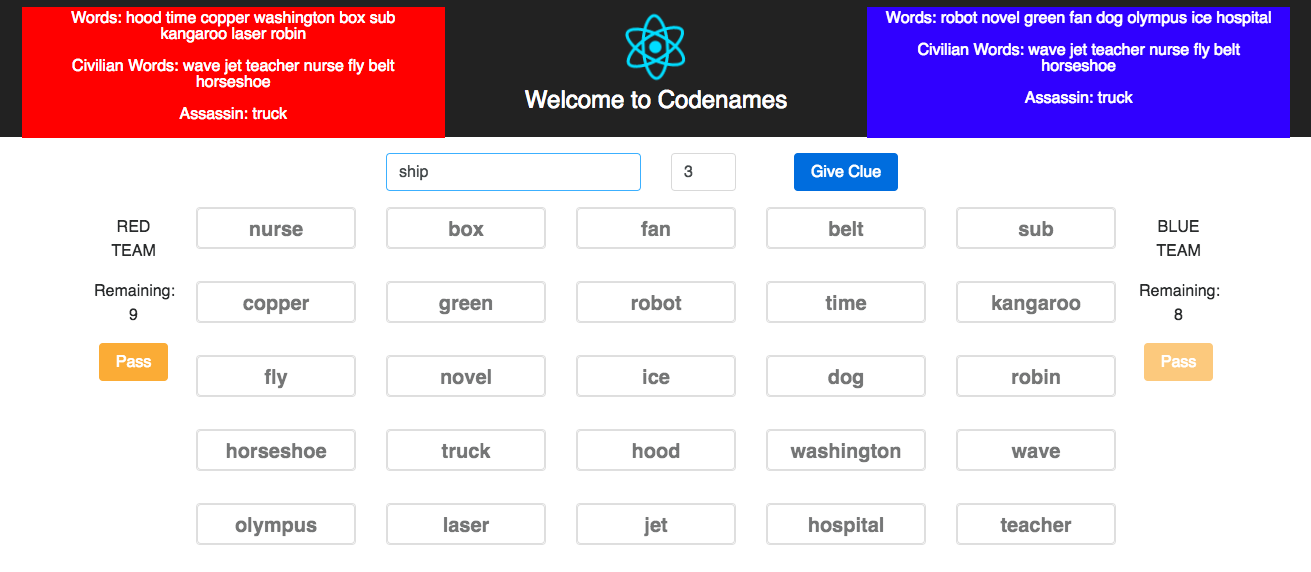 Words: hood time copper washington box sub
kangaroo laser robin
Civilian Words: wave jet teacher nurse fly belt
horseshoe
Assassin: truck
Welcome to Codenames
Words: robot novel green fan dog olympus ice hospital
Civilian Words: wave jet teacher nurse fly belt
horseshoe
Assassin: truck
ship 3 Give Clue
RED
TEAM
Remaining:
9
Pass
nurse box fan belt sub
copper green robot time kangaroo
fly novel ice dog robin
horseshoe truck hood washington wave
olympus laser jet hospital teacher
BLUE
TEAM
Remaining:
8
Pass